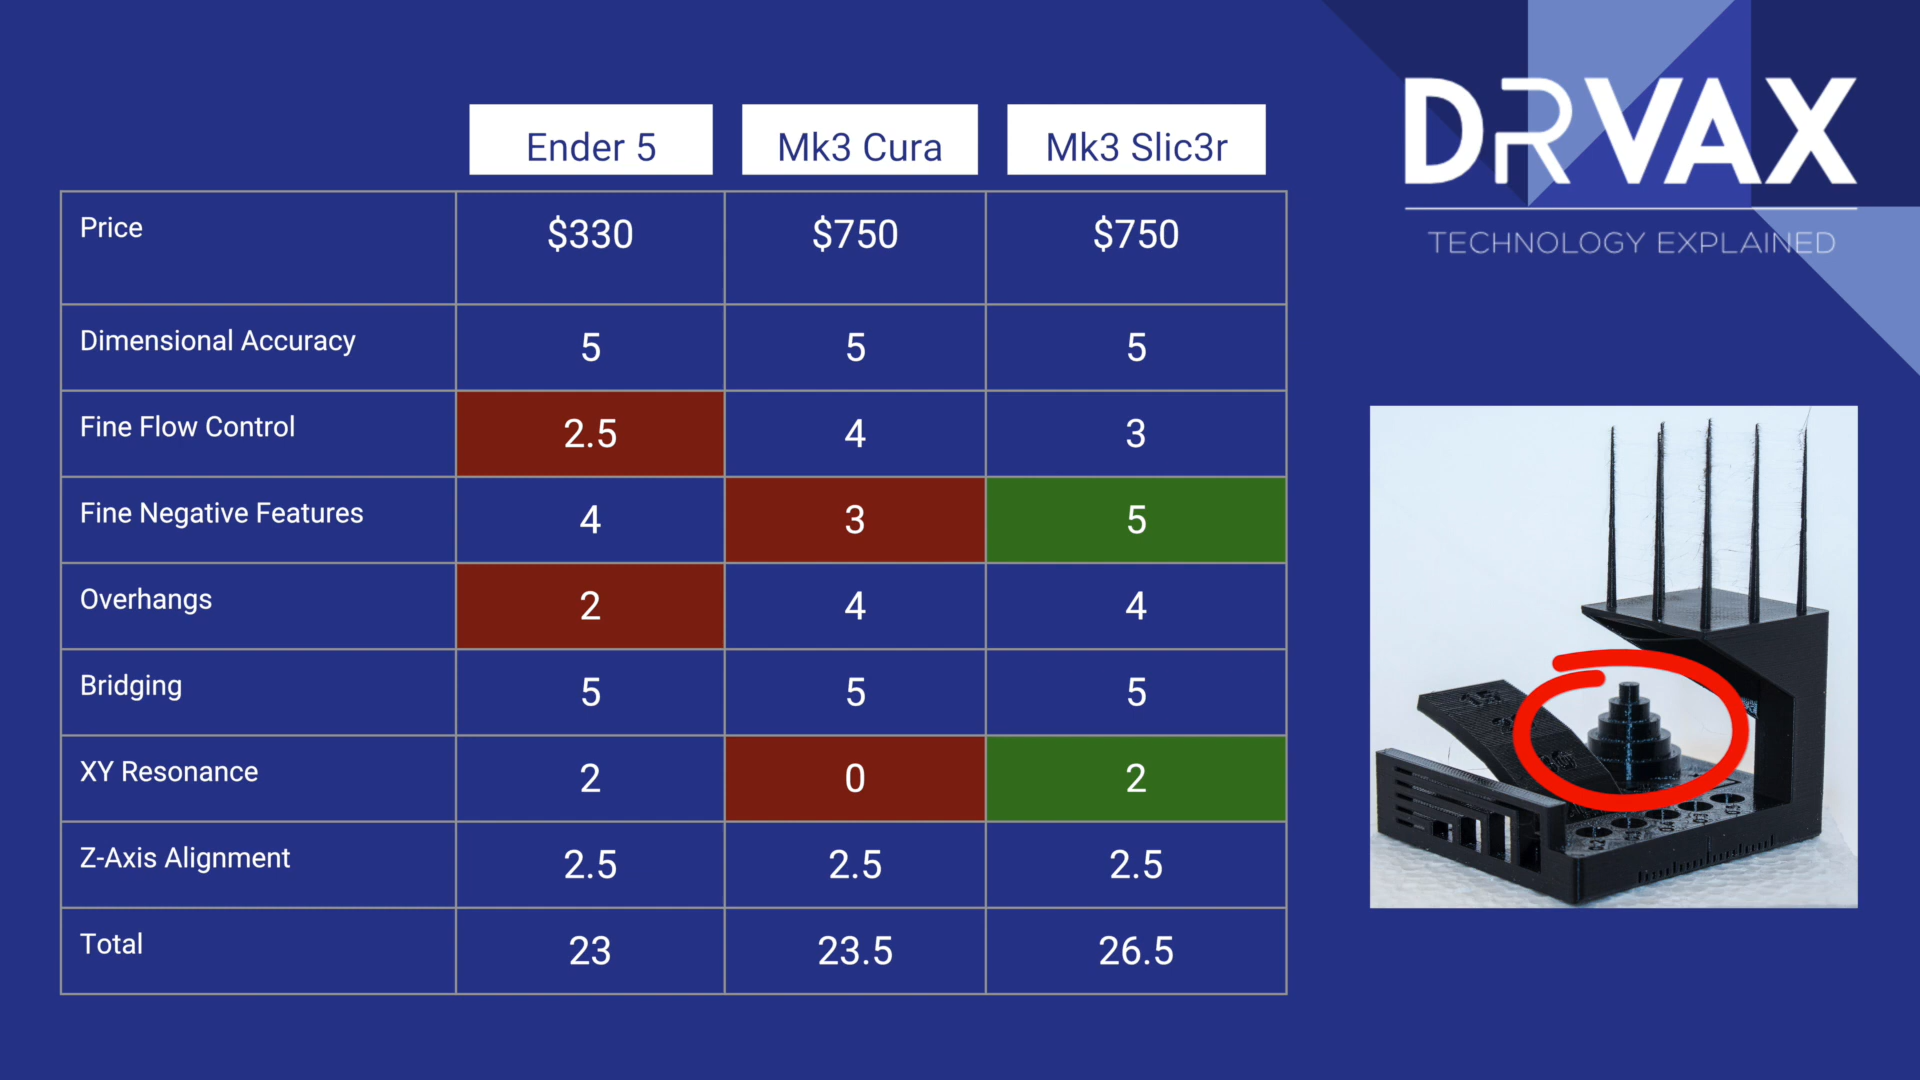 DRVAX
TECHNOLOGY EXPLAINED
Ender 5 Mk3 Cura Mk3 Slic3r
Price $330 $750 $750
Dimensional Accuracy 5 5 5
Fine Flow Control 2.5 4 3
Fine Negative Features 4 3 5
Overhangs 2 4 4
Bridging 5 5 5
XY Resonance 2 0 2
Z-Axis Alignment 2.5 2.5 2.5
Total 23 23.5 26.5
15